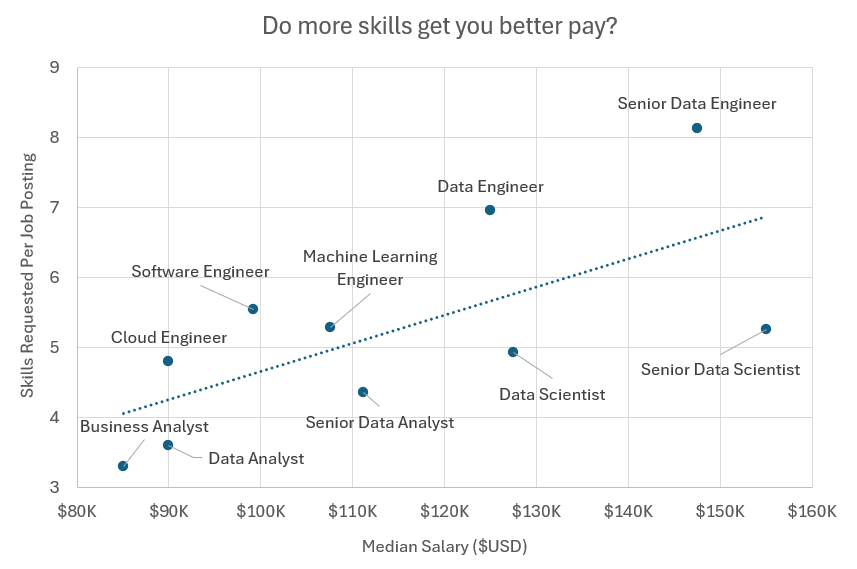 Do more skills get you better pay?
9
Senior Data Engineer
8
Data Engineer
7
Machine Learning
Engineer
Software Engineer
6
Cloud Engineer
5
Senior Data Scientist
Data Scientist
Senior Data Analyst
4
Business Analyst
Data Analyst
3
Skills Requested Per Job Posting
$80K $90K $100K $110K $120K $130K $140K $150K $160K
Median Salary ($USD)